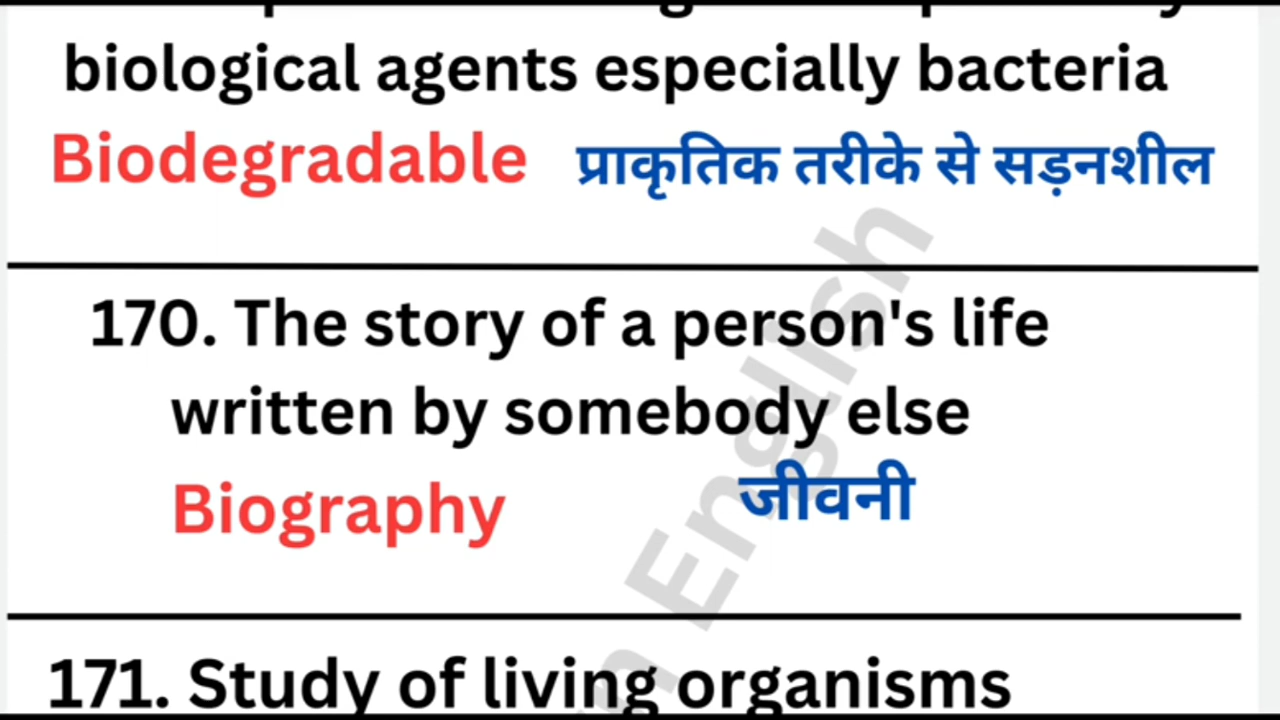 biological agents especially bacteria
Biodegradable प्राकृतिक तरीके से सड़नशील
170. The story of a person's life
written by somebody else
Biography जीवनी
171. Study of living organisms
English